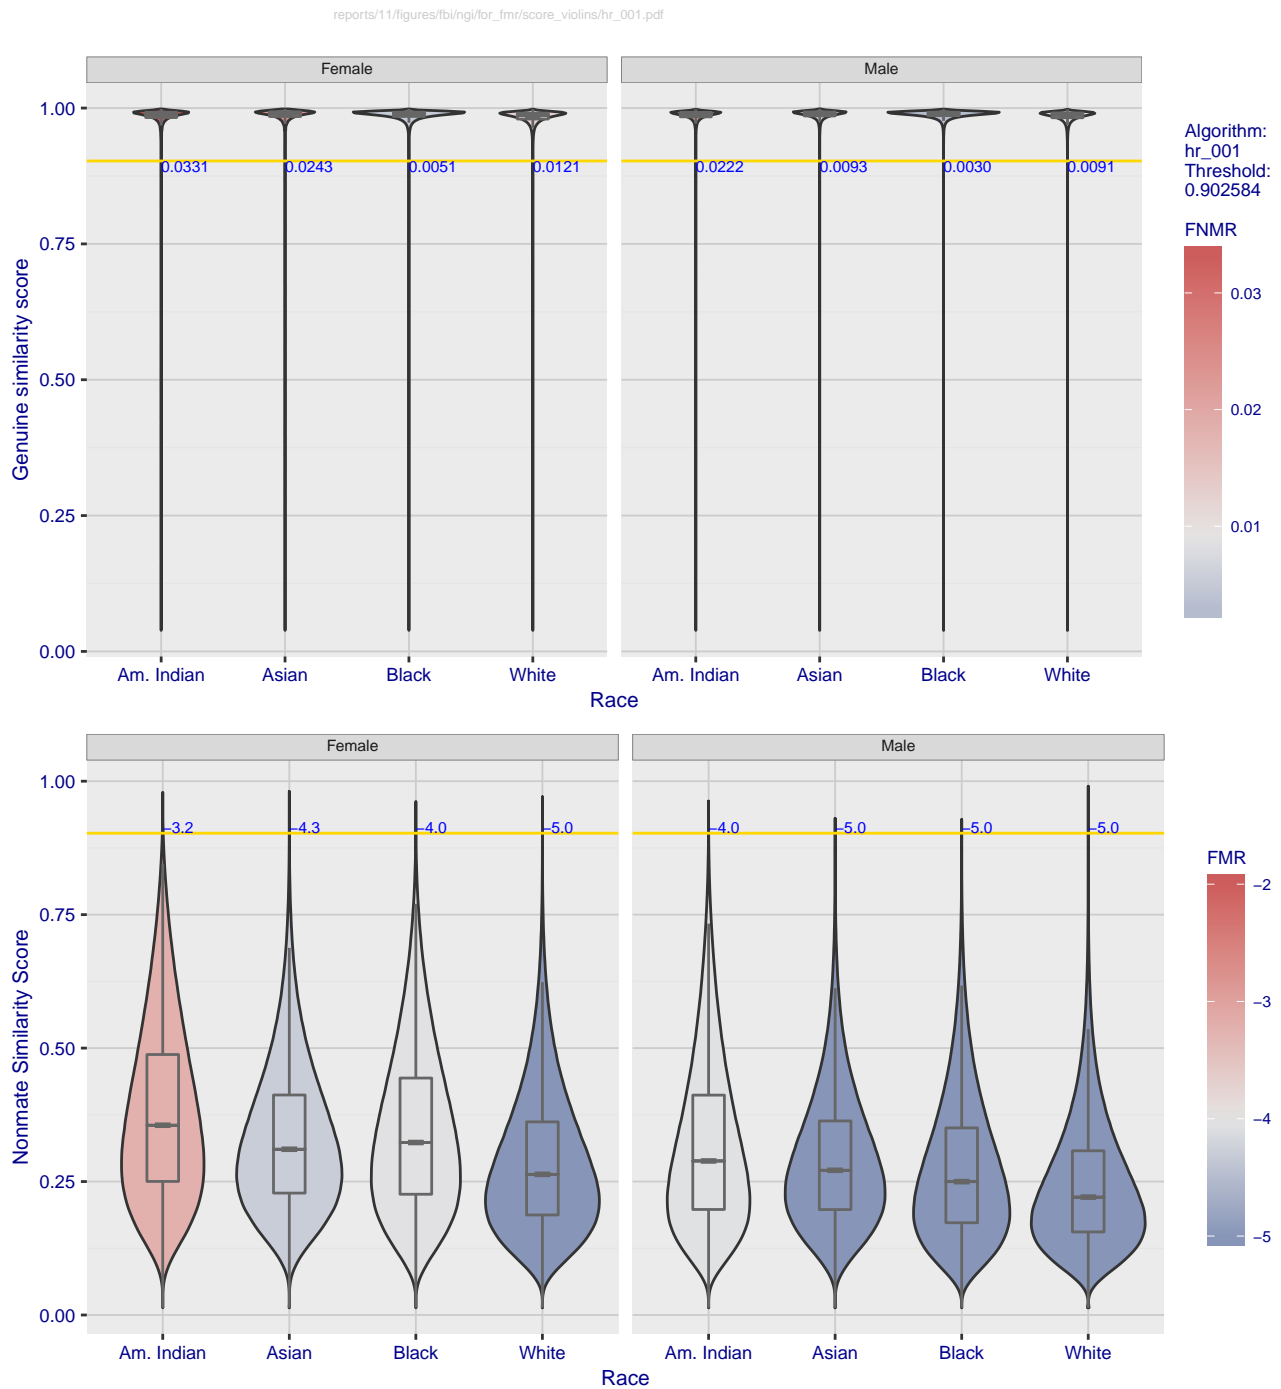 reports/11/figures/fbi/ngi/for_fmr/score_violins/hr_001.pdf
Female
Male
1.00
0.75
0.50
0.25
0.00
Genuine similarity score
0.0331
0.0243
0.0051
0.0121
0.0222
0.0093
0.0030
0.0091
Am. Indian
Asian
Black
White
Am. Indian
Asian
Black
White
Race
Algorithm:
hr_001
Threshold:
0.902584
FNMR
0.03
0.02
0.01
Female
Male
1.00
0.75
0.50
0.25
0.00
Nonmate Similarity Score
−3.2
−4.3
−4.0
−5.0
−4.0
−5.0
−5.0
−5.0
Am. Indian
Asian
Black
White
Am. Indian
Asian
Black
White
Race
FMR
−2
−3
−4
−5